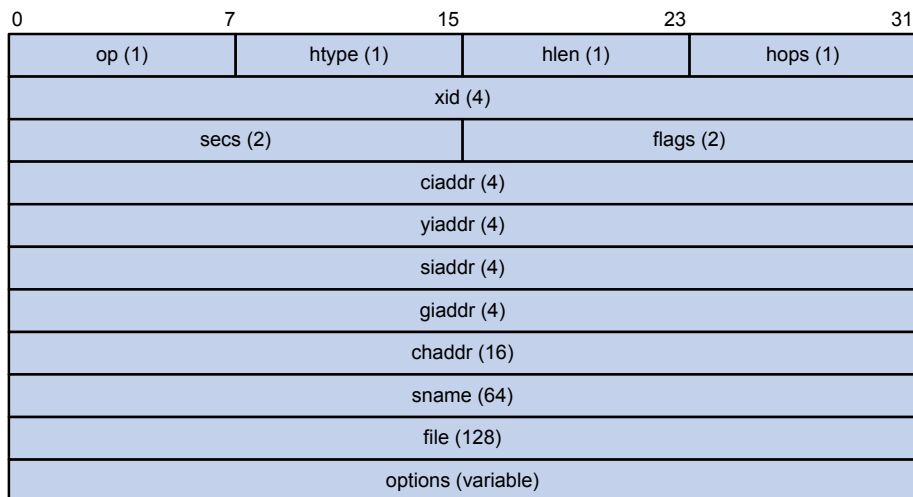 0 7 15 23 31
op (1) htype (1) hlen (1) hops (1)
xid (4)
secs (2) flags (2)
ciaddr (4)
yiaddr (4)
siaddr (4)
giaddr (4)
chaddr (16)
sname (64)
file (128)
options (variable)